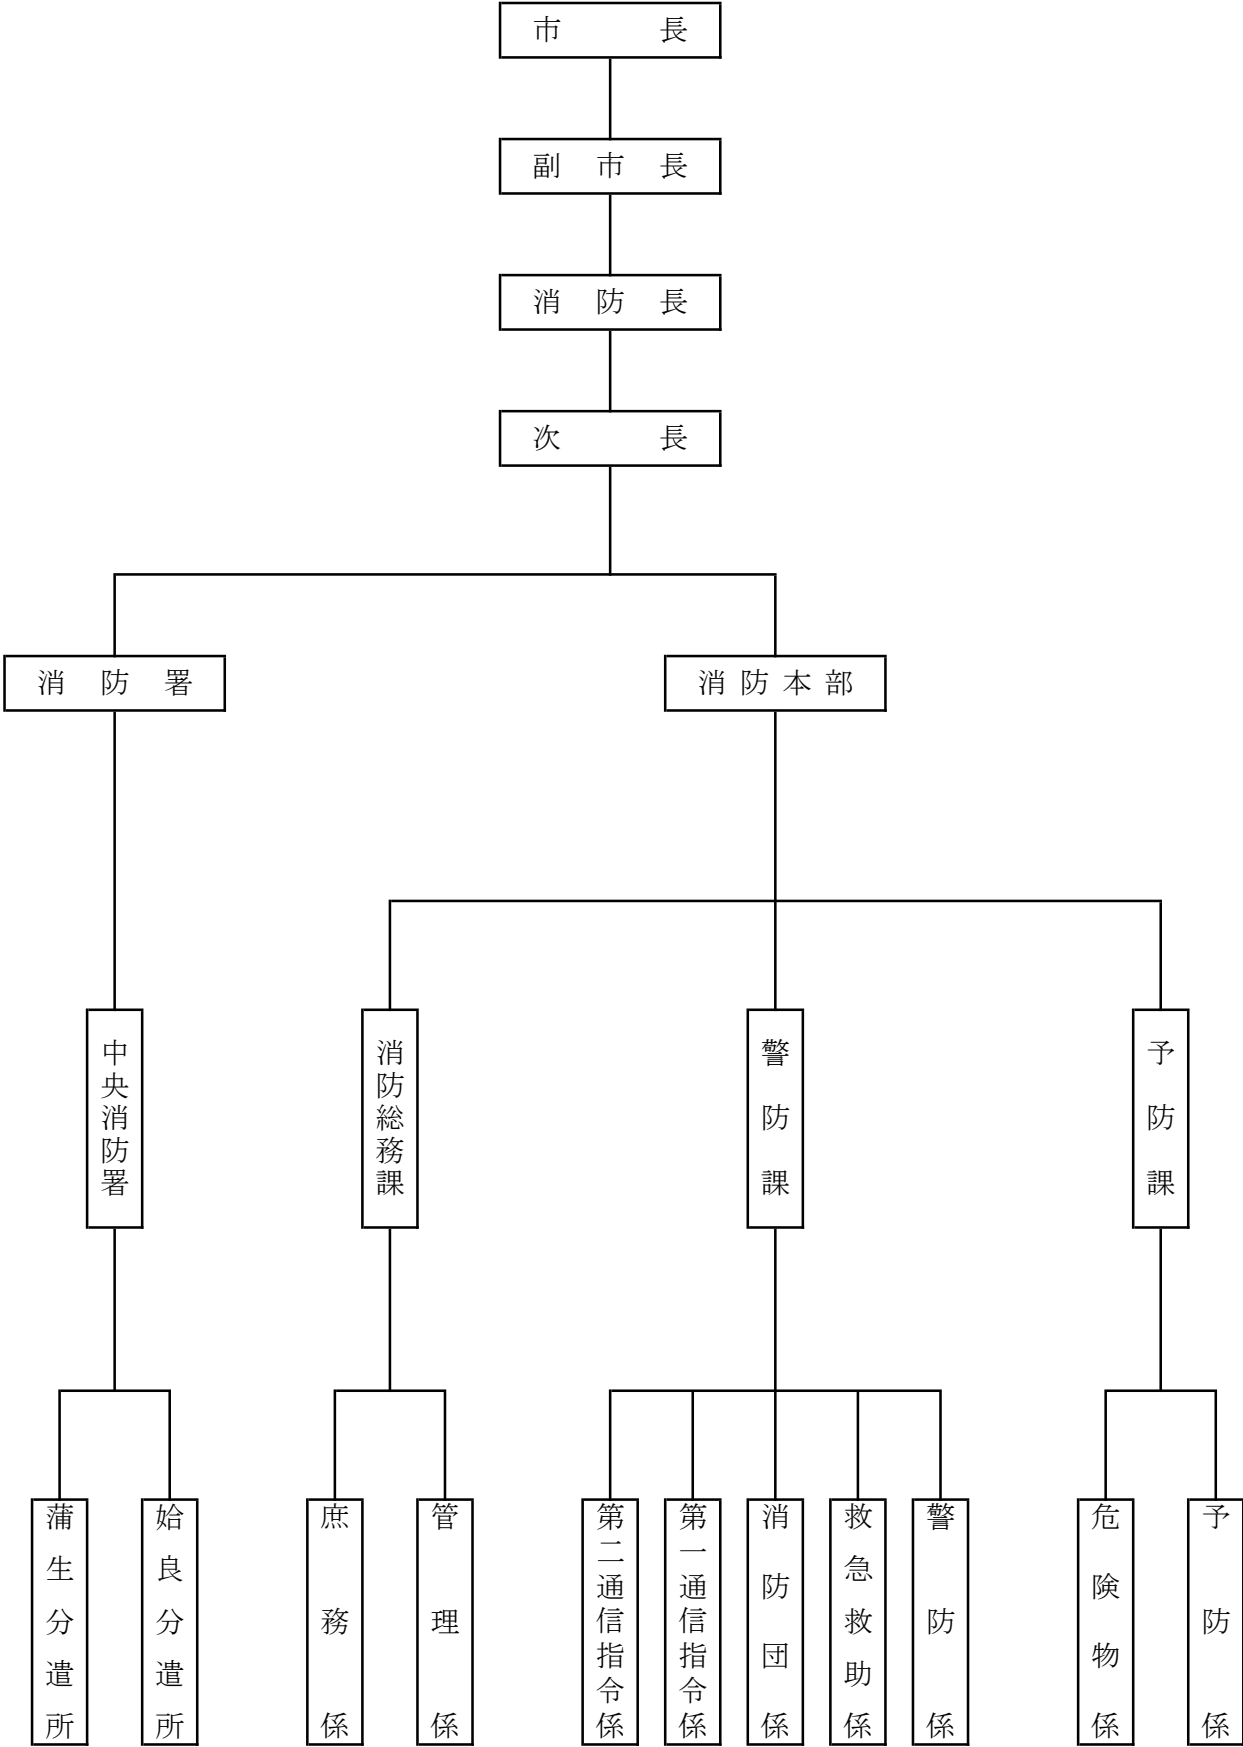 市長
副市長
消防長
次長
消防署
消防本部
中央消防署
消防総務課
警防課
予防課
蒲生分遣所
姶良分遣所
庶務係
管理係
第二通信指令係
第一通信指令係
消防団係
救急救助係
警防係
危険物係
予防係